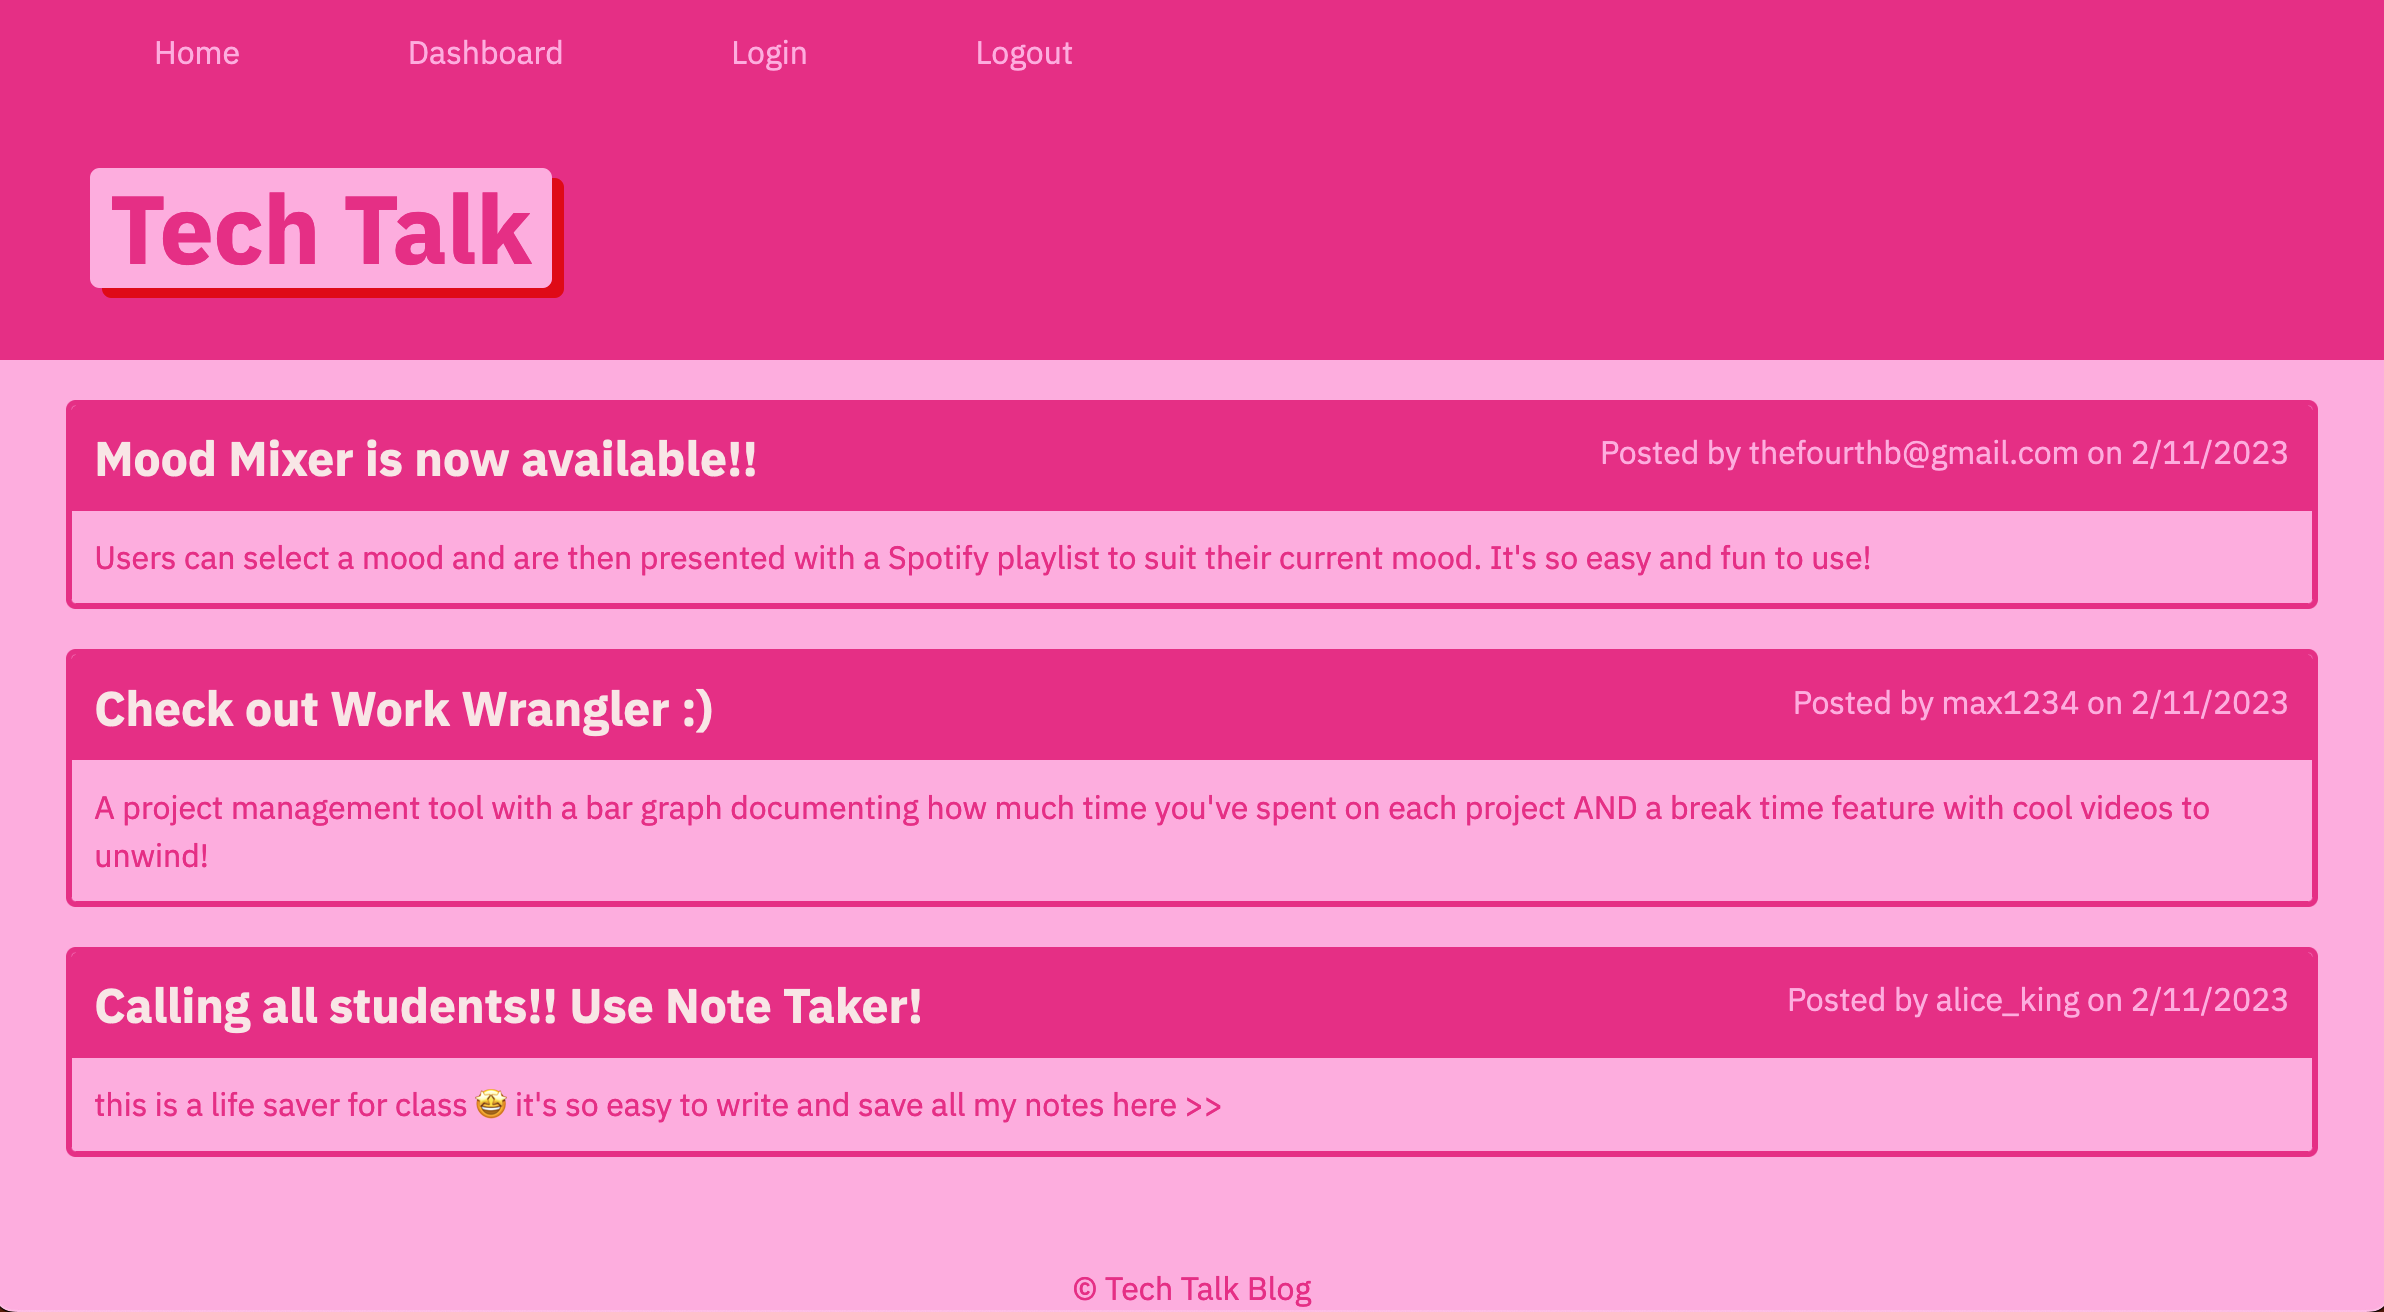 Home Dashboard Login Logout
Tech Talk
Mood Mixer is now available!! Posted by thefourthb@gmail.com on 2/11/2023
Users can select a mood and are then presented with a Spotify playlist to suit their current mood. It's so easy and fun to use!
Check out Work Wrangler :) Posted by max1234 on 2/11/2023
A project management tool with a bar graph documenting how much time you've spent on each project AND a break time feature with cool videos to
unwind!
Calling all students!! Use Note Taker! Posted by alice_king on 2/11/2023
this is a life saver for class 🤩 it's so easy to write and save all my notes here >>
© Tech Talk Blog